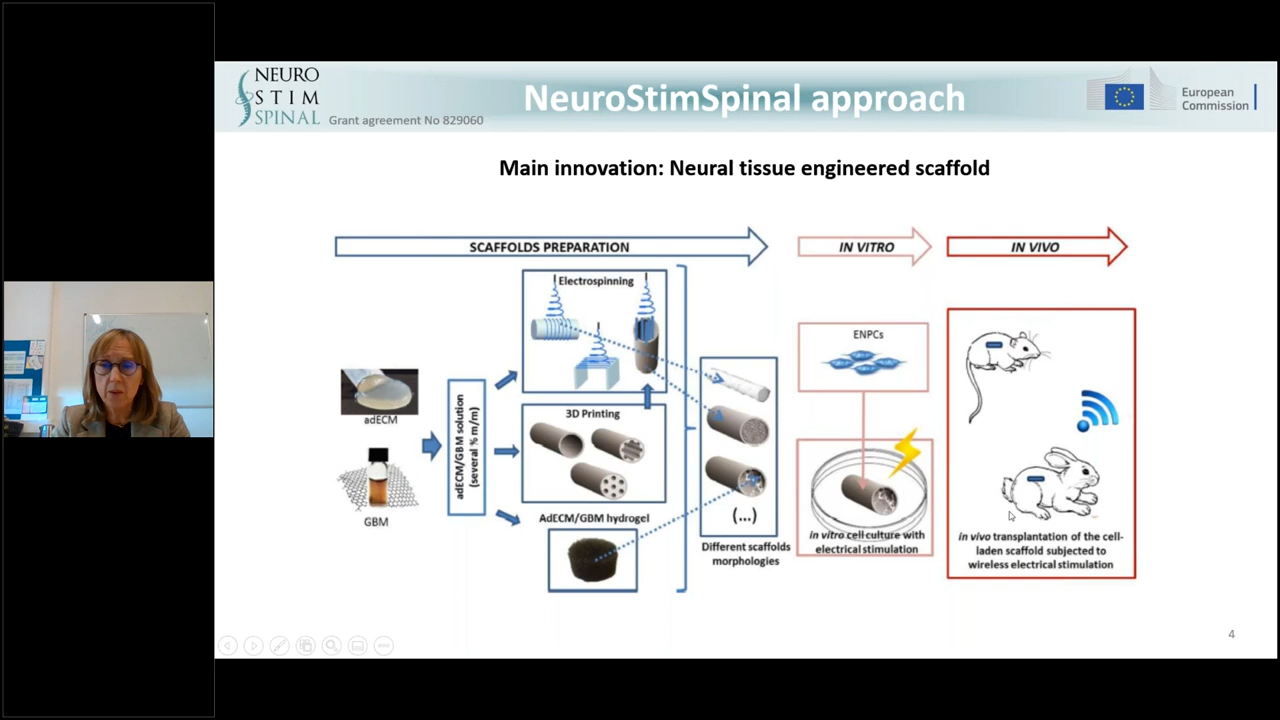 NEURO
STIM
SPINAL
Grant agreement No 829060
NeuroStimSpinal approach
European
Commission
Main innovation: Neural tissue engineered scaffold
SCAFFOLDS PREPARATION
IN VITRO
IN VIVO
Electrospinning
adECM
GBM
adECM/GBM solution
(several % m/m)
3D Printing
AdECM/GBM hydrogel
(...)
Different scaffolds
morphologies
ENPCs
in vitro cell culture with
electrical stimulation
in vivo transplantation of the cell-
laden scaffold subjected to
wireless electrical stimulation
4